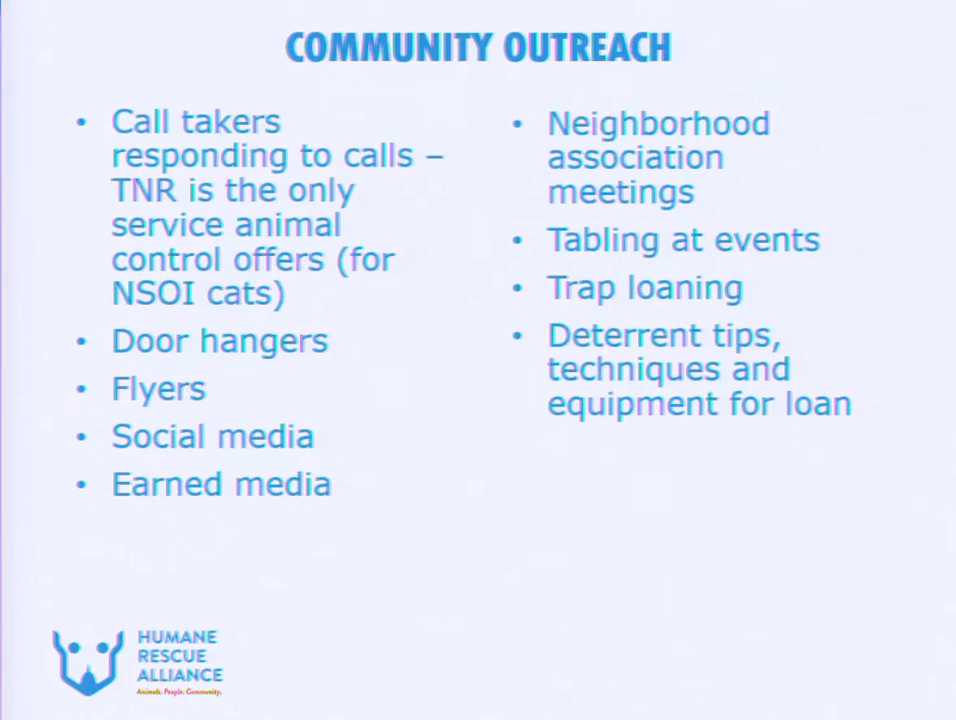 COMMUNITY OUTREACH
• Call takers
responding to calls –
TNR is the only
service animal
control offers (for
NSOI cats)
• Door hangers
• Flyers
• Social media
• Earned media
• Neighborhood
association
meetings
• Tabling at events
• Trap loaning
• Deterrent tips,
techniques and
equipment for loan
HUMANE
RESCUE
ALLIANCE
Animals. People. Community.